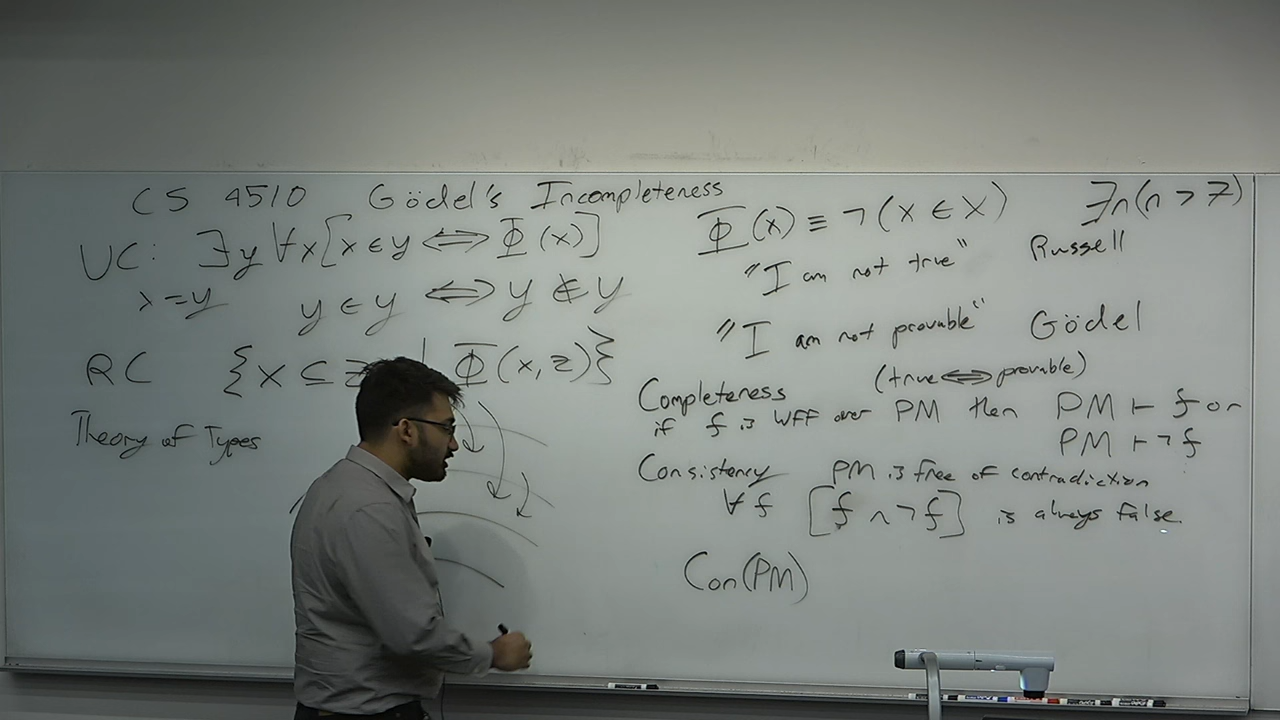 CS 4510 Gödel's Incompleteness
UC: ∃y ∀x[x ∈ y ⟺ Φ(x)]
x = y y ∈ y ⟺ y ∉ y
RC {x ⊆ z | Φ(x, z)}
Theory of Types
Φ(x) ≡ ¬(x ∈ x)
∃n(n > 7)
"I am not true" Russell
"I am not provable" Gödel
(true ⟺ provable)
Completeness
if f is WFF over PM then PM ⊢ f or
PM ⊢ ¬f
Consistency PM is free of contradiction
∀f [f ∧ ¬f] is always false.
Con(PM)